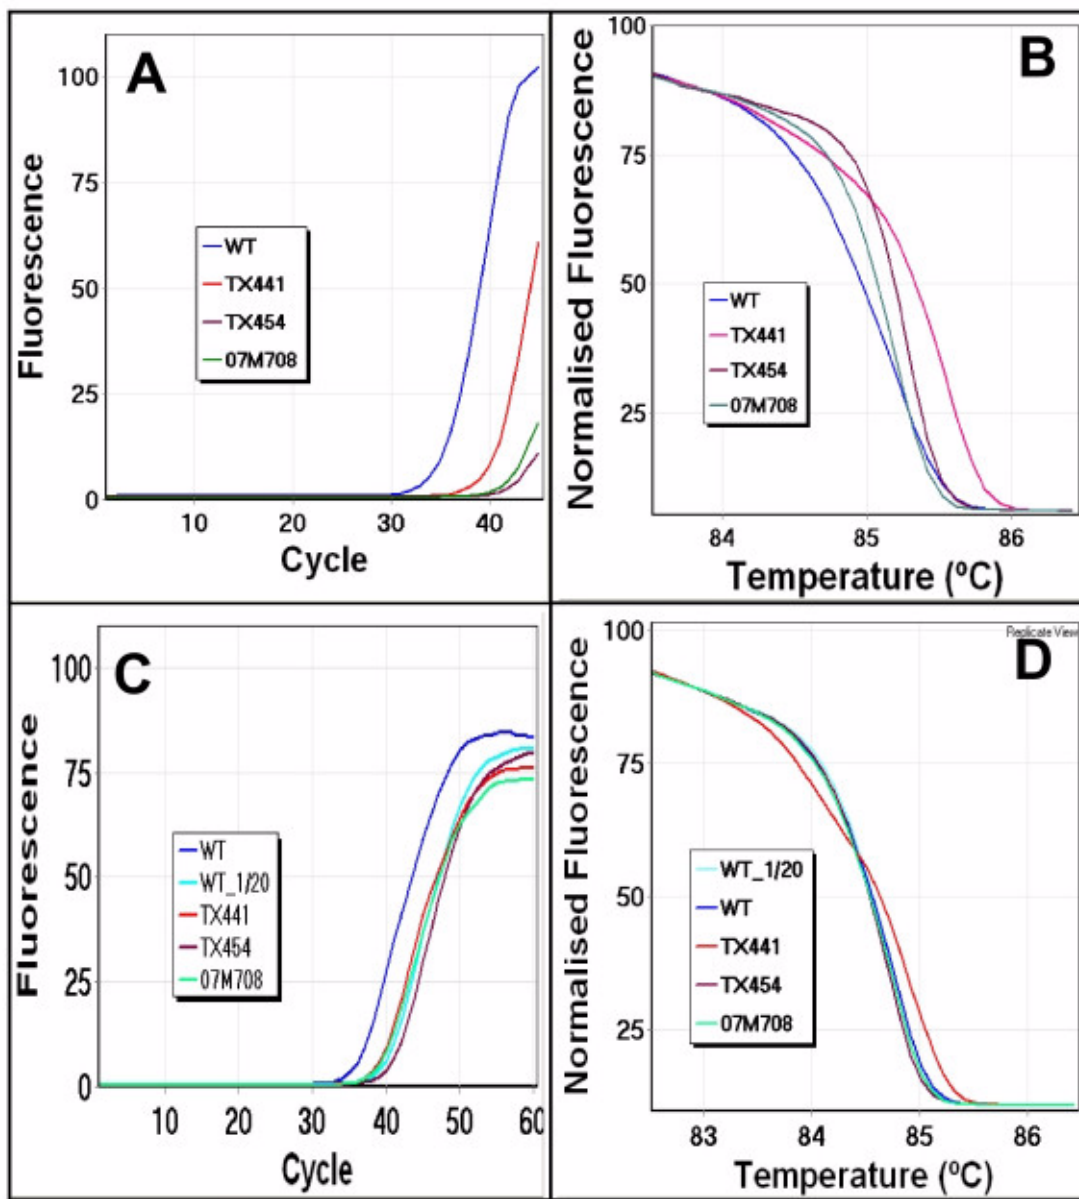 A
Fluorescence
100
75
50
25
0
WT
TX441
TX454
07M708
10
20
30
40
Cycle
B
Normalised Fluorescence
100
75
50
25
WT
TX441
TX454
07M708
84
85
86
Temperature (ºC)
C
Fluorescence
100
75
50
25
0
WT
WT_1/20
TX441
TX454
07M708
10
20
30
40
50
60
Cycle
Replicate View
D
Normalised Fluorescence
100
75
50
25
WT_1/20
WT
TX441
TX454
07M708
83
84
85
86
Temperature (ºC)